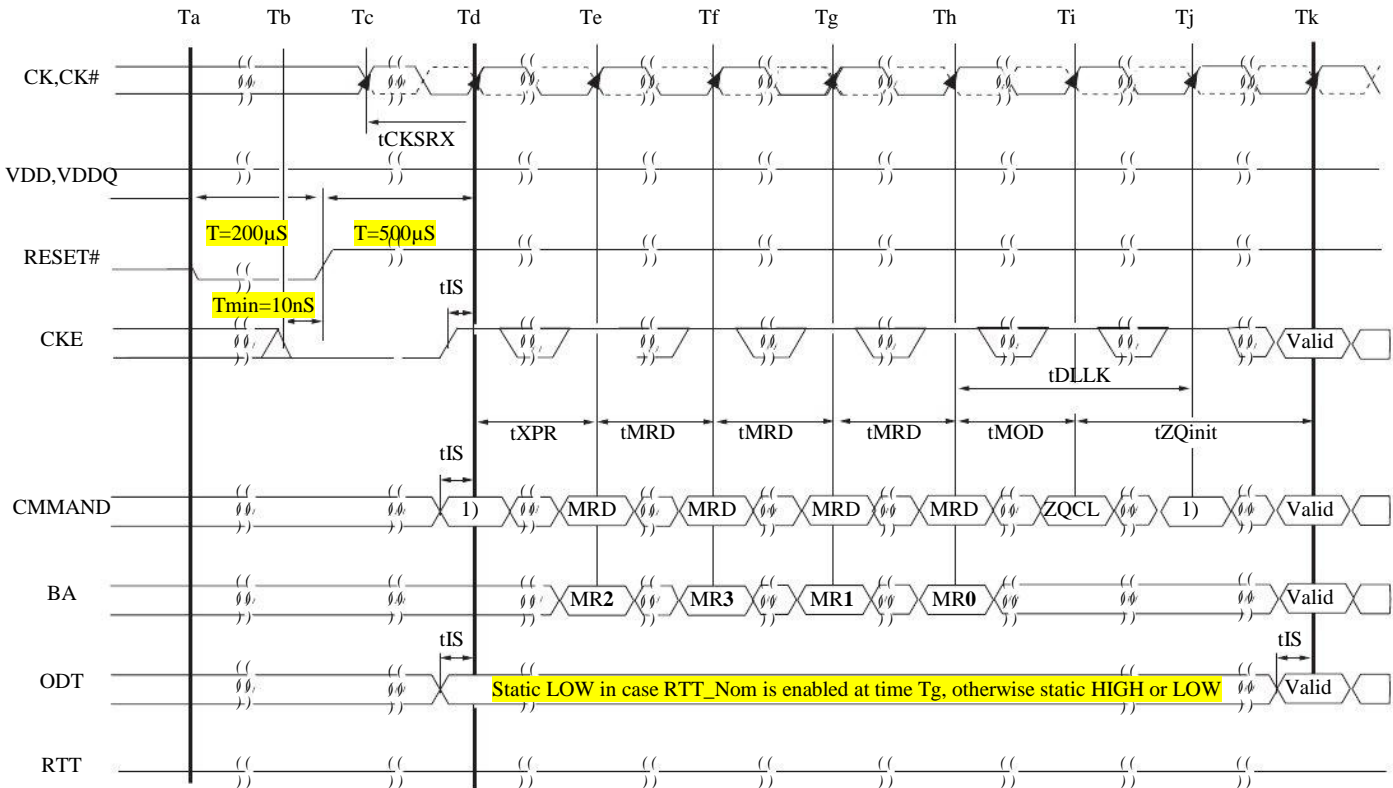 Ta Tb Tc Td Te Tf Tg Th Ti Tj Tk
CK,CK#
tCKSRX
VDD,VDDQ
T=200µS T=500µS
RESET#
Tmin=10nS tIS
CKE Valid
tDLLK
tXPR tMRD tMRD tMRD tMOD tZQinit
tIS
CMMAND 1) MRD MRD MRD MRD ZQCL 1) Valid
BA MR2 MR3 MR1 MR0 Valid
tIS tIS
ODT Static LOW in case RTT_Nom is enabled at time Tg, otherwise static HIGH or LOW Valid
RTT